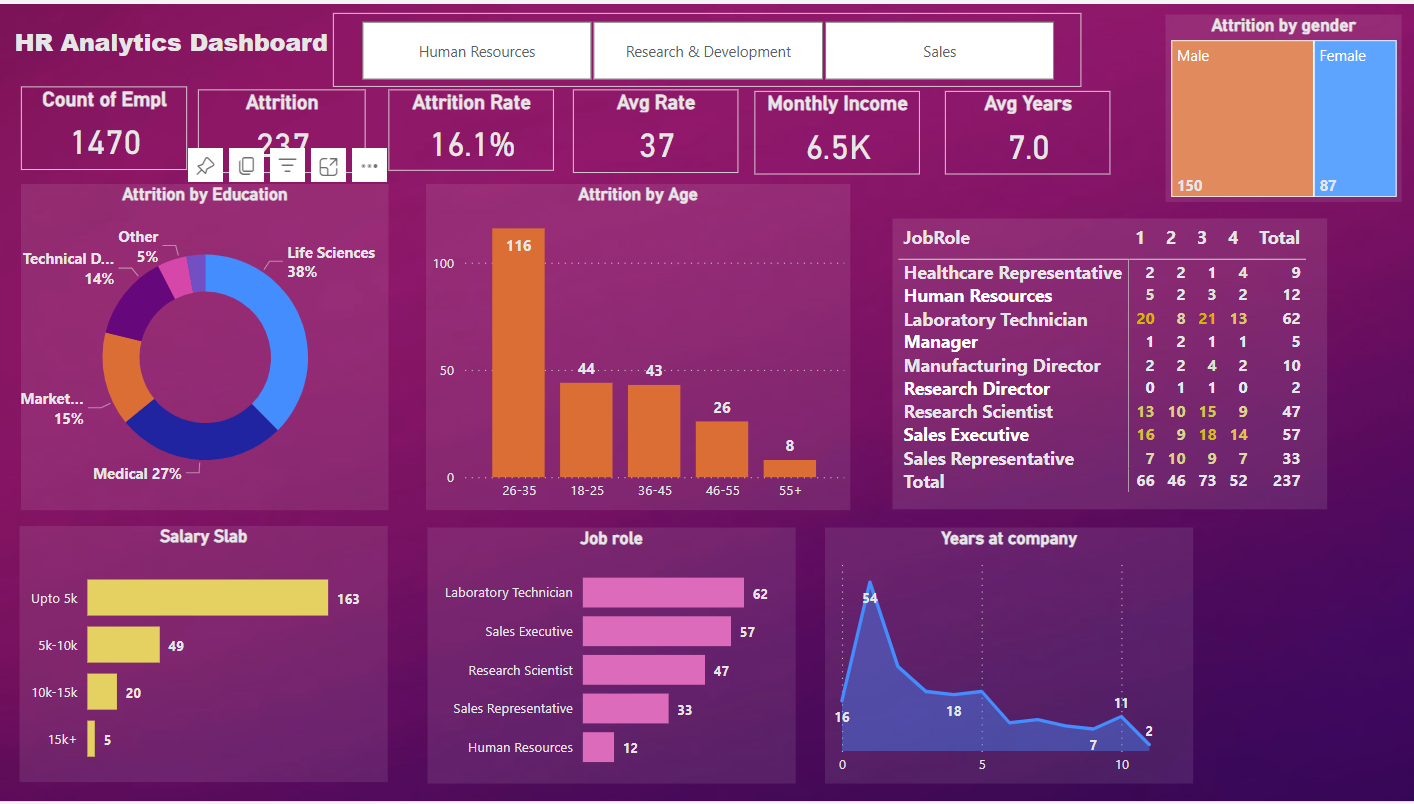 HR Analytics Dashboard
Human Resources
Research & Development
Sales
Attrition by gender
Male
Female
150
87
Count of Empl
1470
Attrition
237
Attrition Rate
16.1%
Avg Rate
37
Monthly Income
6.5K
Avg Years
7.0
Attrition by Education
Other
5%
Technical D...
14%
Life Sciences
38%
Market...
15%
Medical 27%
Attrition by Age
100
50
0
116
44
43
26
8
26-35
18-25
36-45
46-55
55+
JobRole 1 2 3 4 Total
Healthcare Representative 2 2 1 4 9
Human Resources 5 2 3 2 12
Laboratory Technician 20 8 21 13 62
Manager 1 2 1 1 5
Manufacturing Director 2 2 4 2 10
Research Director 0 1 1 0 2
Research Scientist 13 10 15 9 47
Sales Executive 16 9 18 14 57
Sales Representative 7 10 9 7 33
Total 66 46 73 52 237
Salary Slab
Upto 5k 163
5k-10k 49
10k-15k 20
15k+ 5
Job role
Laboratory Technician 62
Sales Executive 57
Research Scientist 47
Sales Representative 33
Human Resources 12
Years at company
54
16
18
11
7
2
0
5
10